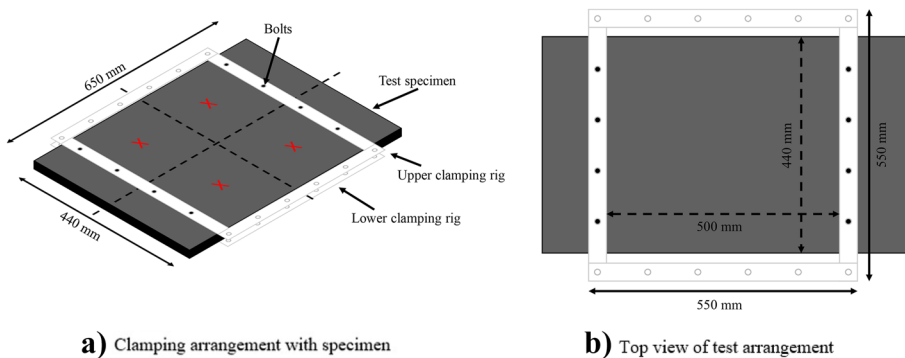 Bolts
650 mm
Test specimen
Upper clamping rig
Lower clamping rig
440 mm
a) Clamping arrangement with specimen
440 mm
550 mm
500 mm
550 mm
b) Top view of test arrangement